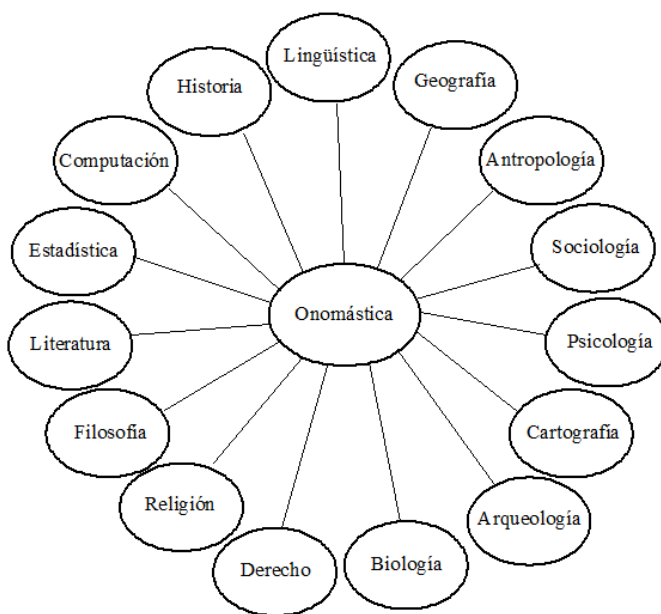 Lingüística
Geografía
Historia
Antropología
Computación
Sociología
Estadística
Onomástica
Psicología
Literatura
Cartografía
Filosofía
Religión
Arqueología
Biología
Derecho